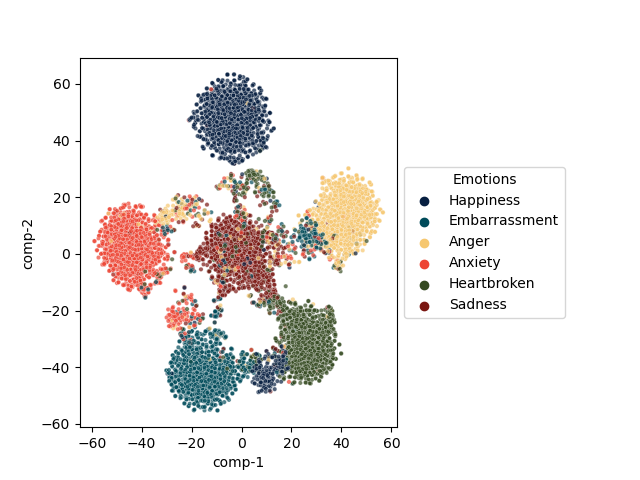 60
40
20
0
−20
−40
−60
−60
−40
−20
0
20
40
60
comp-1
comp-2
Emotions
Happiness
Embarrassment
Anger
Anxiety
Heartbroken
Sadness